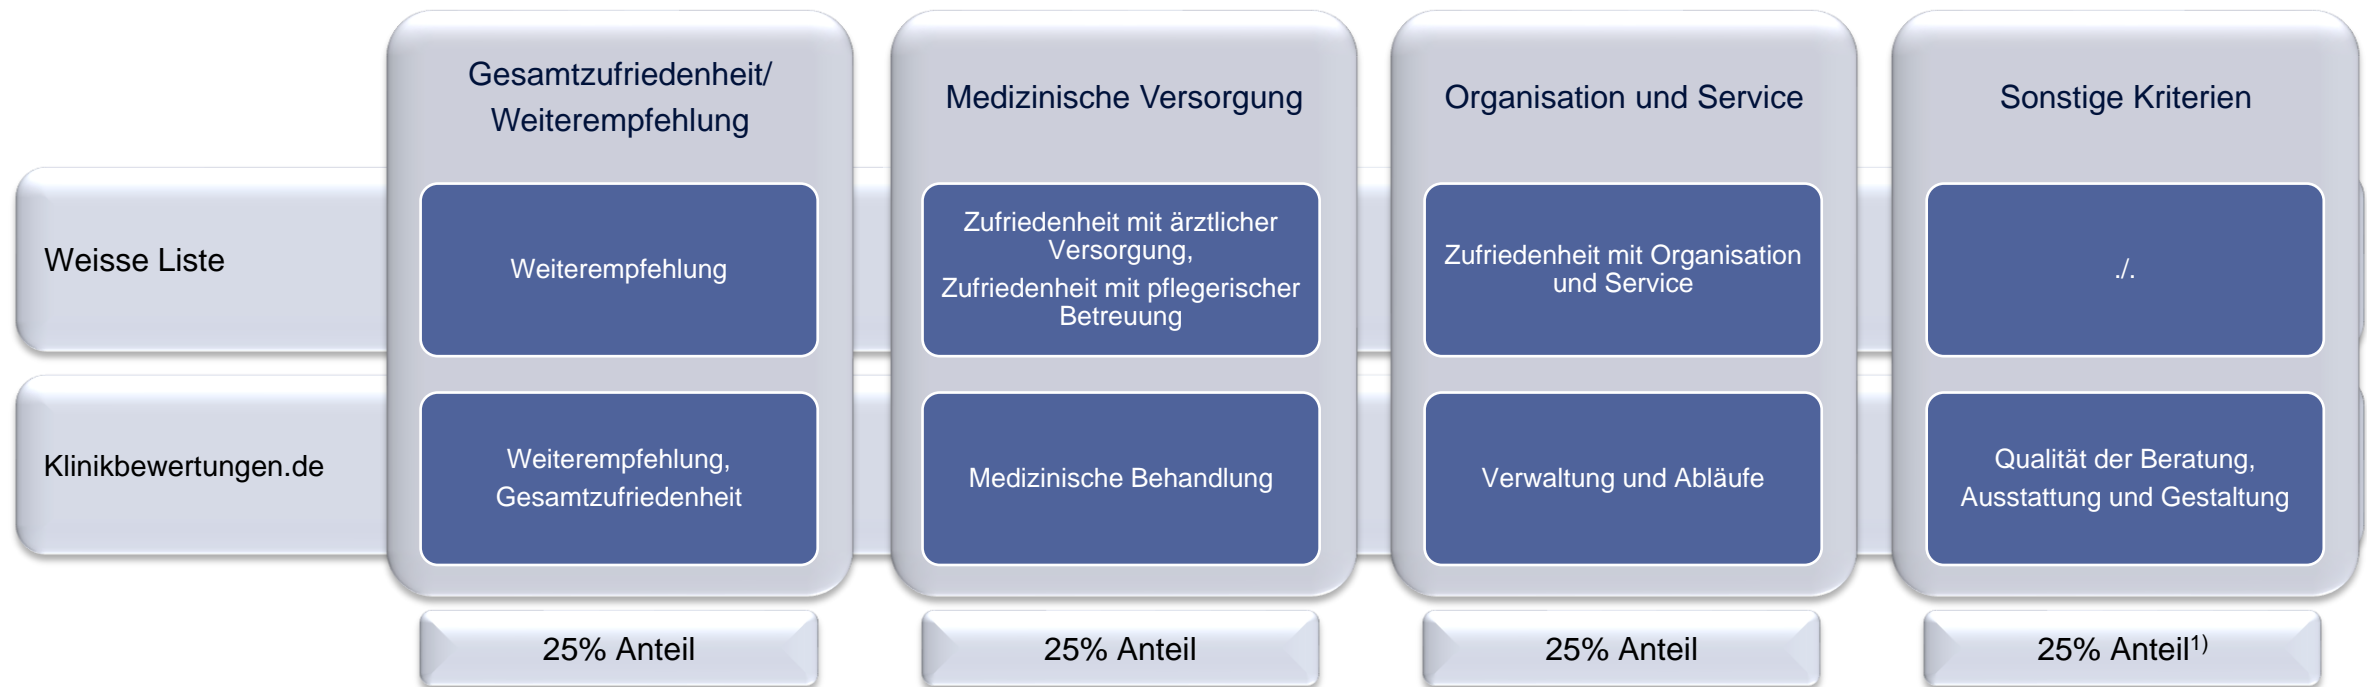 Gesamtzufriedenheit/
Weiterempfehlung
Medizinische Versorgung
Organisation und Service
Sonstige Kriterien
Weisse Liste
Weiterempfehlung
Zufriedenheit mit ärztlicher
Versorgung,
Zufriedenheit mit pflegerischer
Betreuung
Zufriedenheit mit Organisation
und Service
./.
Klinikbewertungen.de
Weiterempfehlung,
Gesamtzufriedenheit
Medizinische Behandlung
Verwaltung und Abläufe
Qualität der Beratung,
Ausstattung und Gestaltung
25% Anteil
25% Anteil
25% Anteil
25% Anteil¹⁾